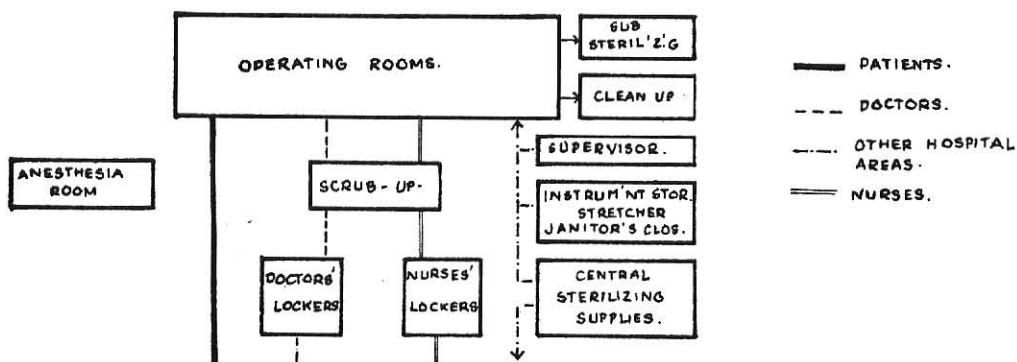 OPERATING ROOMS.
SUB
STERIL'Z'G
CLEAN UP
SUPERVISOR.
ANESTHESIA
ROOM
SCRUB-UP.
INSTRUM'NT STOR.
STRETCHER
JANITOR'S CLOS.
DOCTORS'
LOCKERS
NURSES'
LOCKERS
CENTRAL
STERILIZING
SUPPLIES.
PATIENTS.
DOCTORS.
OTHER HOSPITAL
AREAS.
NURSES.